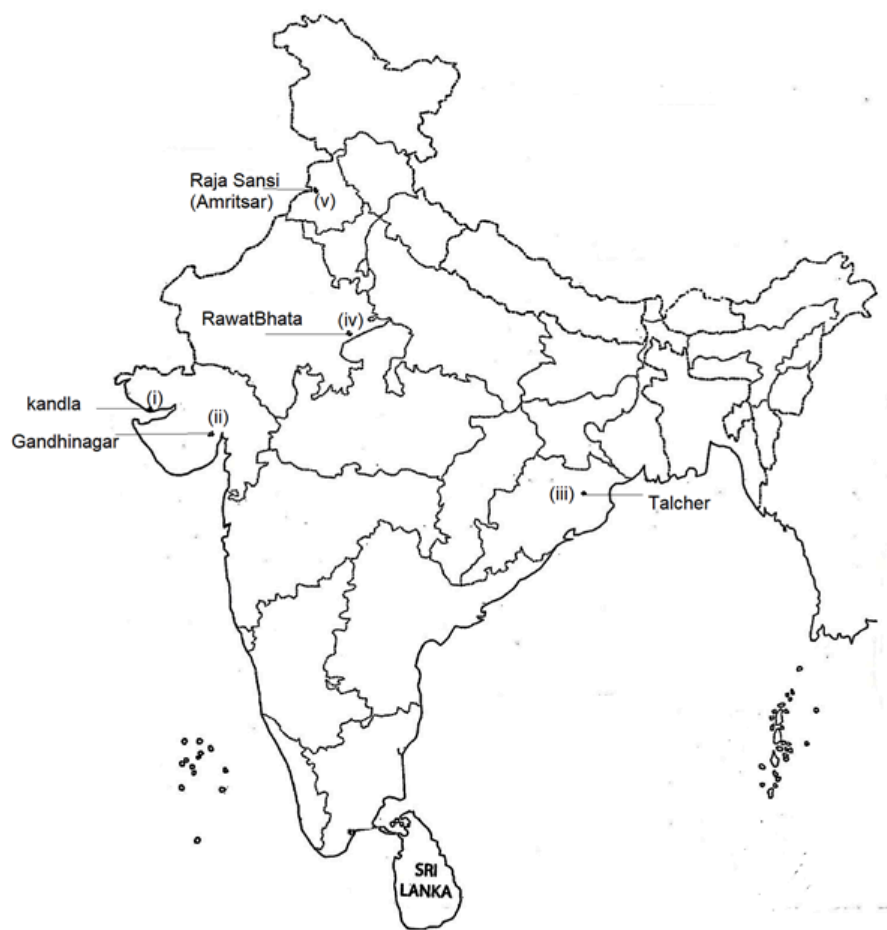 Raja Sansi
(Amritsar)
(v)
RawatBhata
(iv)
kandla
(i)
(ii)
Gandhinagar
(iii)
Talcher
SRI
LANKA